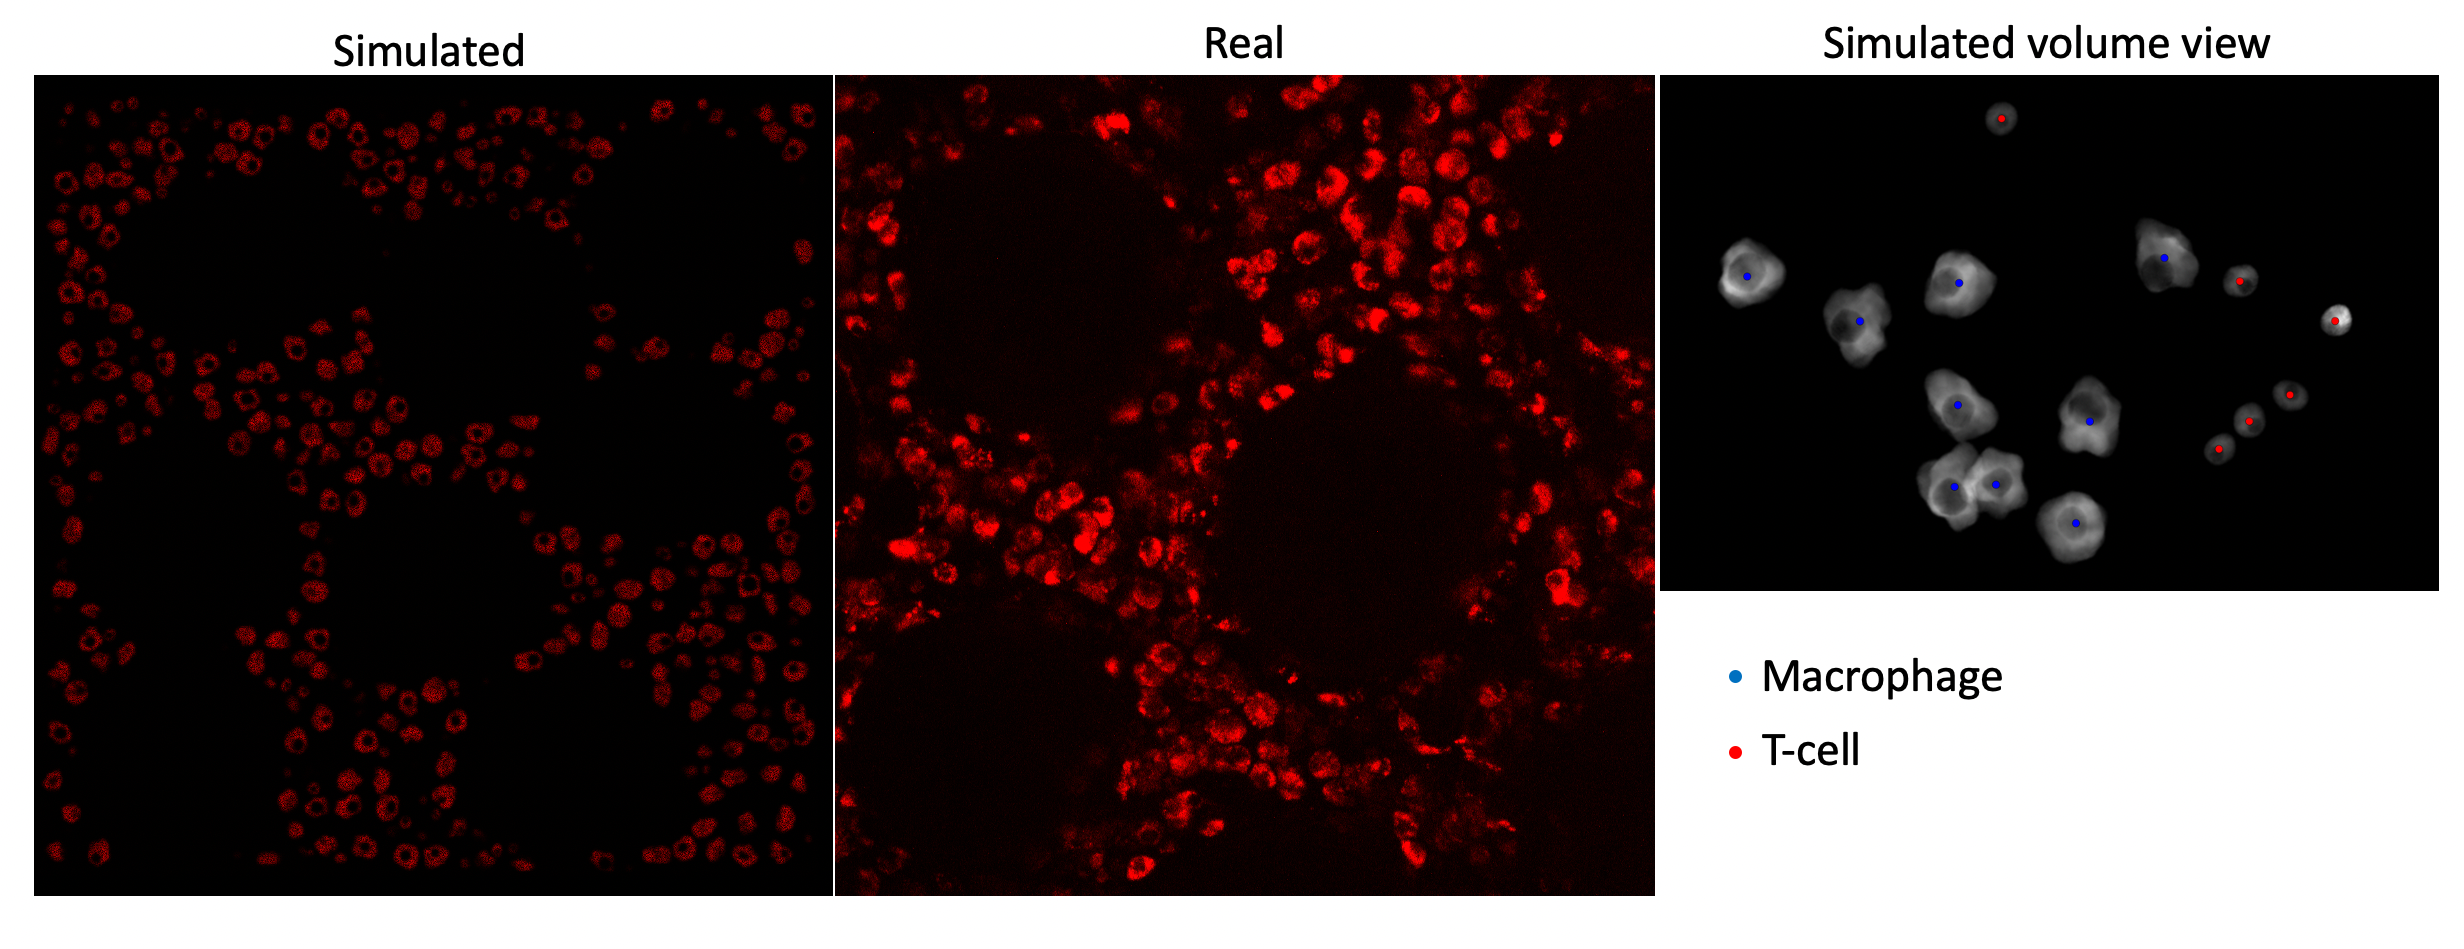 Simulated
Real
Simulated volume view
Macrophage
T-cell